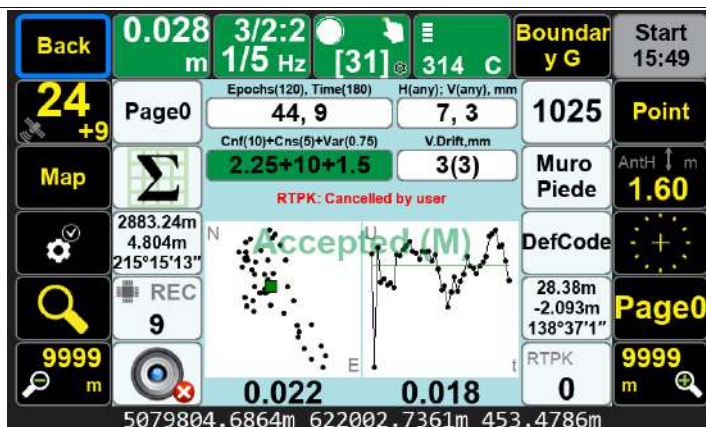 Back
0.028 m
3/2:2
1/5 Hz
[31]
314 C
Boundar
y G
Start
15:49
24
+9
Page0
Epochs(120), Time(180)
44, 9
H(any); V(any), mm
7, 3
1025
Point
Map
Σ
Cnf(10)+Cns(5)+Var(0.75)
2.25+10+1.5
V.Drift,mm
3(3)
Muro
Piede
AntH m
1.60
RTPK: Cancelled by user
2883.24m
4.804m
215°15'13"
N
Accepted (M)
U
DefCode
REC
9
E
t
28.38m
-2.093m
138°37'1"
Page0
9999
m
0.022
0.018
RTPK
0
9999
m
5079804.6864m 622002.7361m 453.4786m